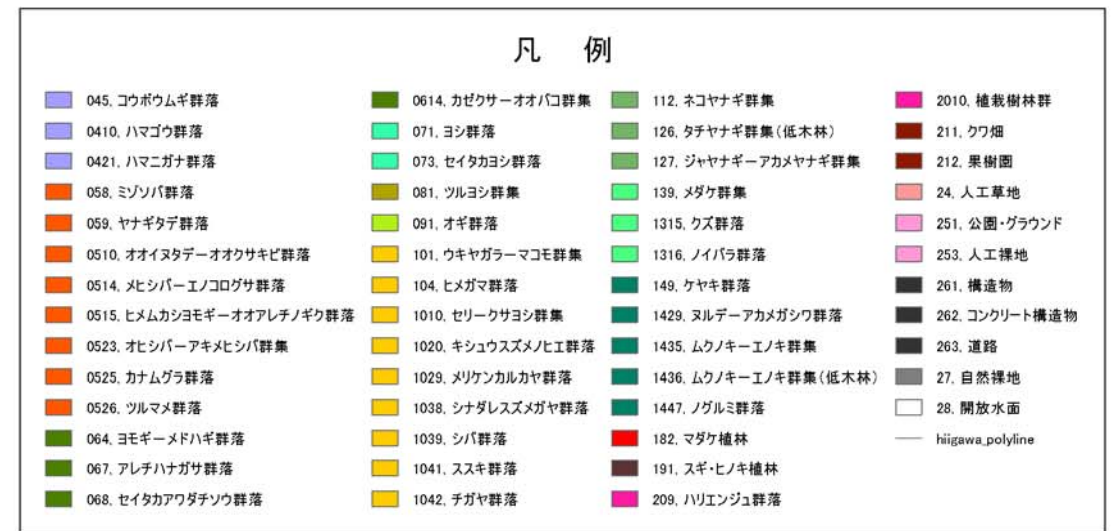 凡 例
045, コウボウムギ群落
0410, ハマゴウ群落
0421, ハマニガナ群落
058, ミゾソバ群落
059, ヤナギタデ群落
0510, オオイヌタデーオオクサキビ群落
0514, メヒシバーエノコログサ群落
0515, ヒメムカシヨモギーオオアレチノギク群落
0523, オヒシバーアキメヒシバ群集
0525, カナムグラ群落
0526, ツルマメ群落
064, ヨモギーメドハギ群落
067, アレチハナガサ群落
068, セイタカアワダチソウ群落
0614, カゼクサーオオバコ群集
071, ヨシ群落
073, セイタカヨシ群落
081, ツルヨシ群集
091, オギ群落
101, ウキヤガラーマコモ群集
104, ヒメガマ群落
1010, セリークサヨシ群集
1020, キシュウスズメノヒエ群落
1029, メリケンカルカヤ群落
1038, シナダレスズメガヤ群落
1039, シバ群落
1041, ススキ群落
1042, チガヤ群落
112, ネコヤナギ群集
126, タチヤナギ群集(低木林)
127, ジャヤナギーアカメヤナギ群集
139, メダケ群集
1315, クズ群落
1316, ノイバラ群落
149, ケヤキ群落
1429, ヌルデーアカメガシワ群落
1435, ムクノキーエノキ群集
1436, ムクノキーエノキ群集(低木林)
1447, ノグルミ群落
182, マダケ植林
191, スギ・ヒノキ植林
209, ハリエンジュ群落
2010, 植栽樹林群
211, クワ畑
212, 果樹園
24, 人工草地
251, 公園・グラウンド
253, 人工裸地
261, 構造物
262, コンクリート構造物
263, 道路
27, 自然裸地
28, 開放水面
hiigawa_polyline